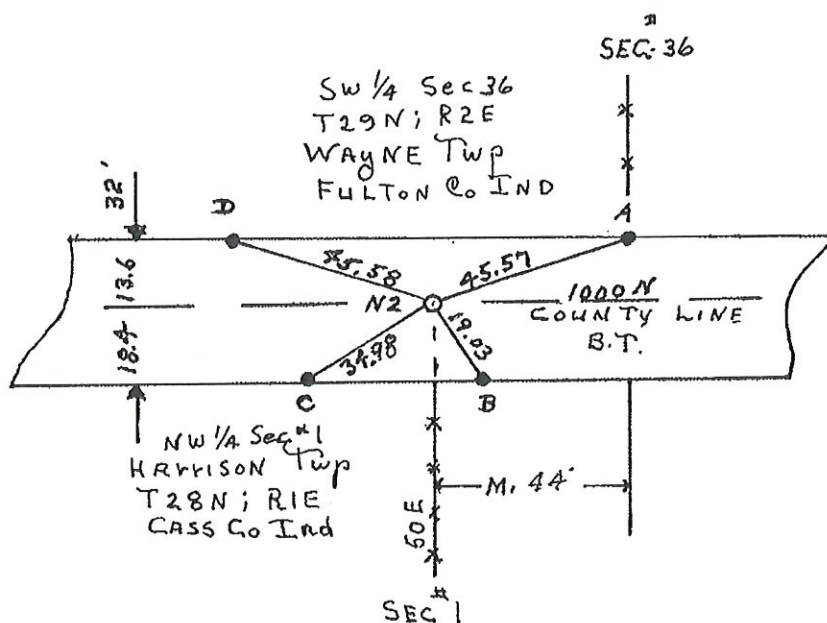 #
SEC. 36
SW 1/4 Sec 36
T29N; R2E
WAYNE Twp
FULTON Co IND
32'
D
A
45.58
45.57
13.6
N2
1000 N
COUNTY LINE
B.T.
18.4
34.98
19.03
C
B
NW 1/4 Sec #1
HArrISON Twp
T28N; R1E
CASS Co Ind
M. 44'
50E
SEC #1